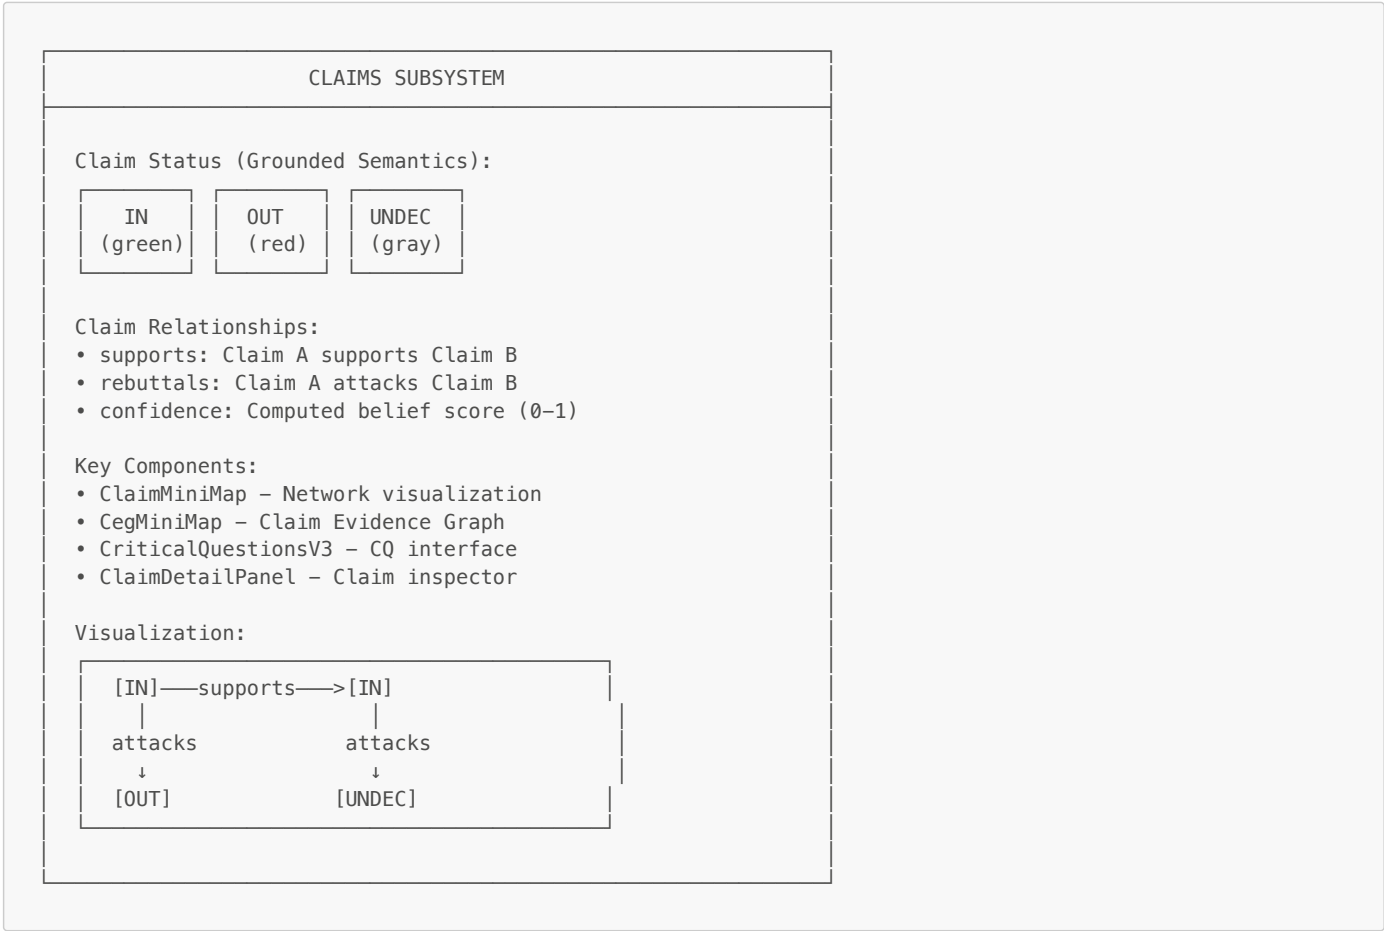 CLAIMS SUBSYSTEM
Claim Status (Grounded Semantics):
IN OUT UNDEC
(green) (red) (gray)
Claim Relationships:
• supports: Claim A supports Claim B
• rebuttals: Claim A attacks Claim B
• confidence: Computed belief score (0–1)
Key Components:
• ClaimMiniMap – Network visualization
• CegMiniMap – Claim Evidence Graph
• CriticalQuestionsV3 – CQ interface
• ClaimDetailPanel – Claim inspector
Visualization:
[IN]───supports───>[IN]
attacks attacks
↓ ↓
[OUT] [UNDEC]